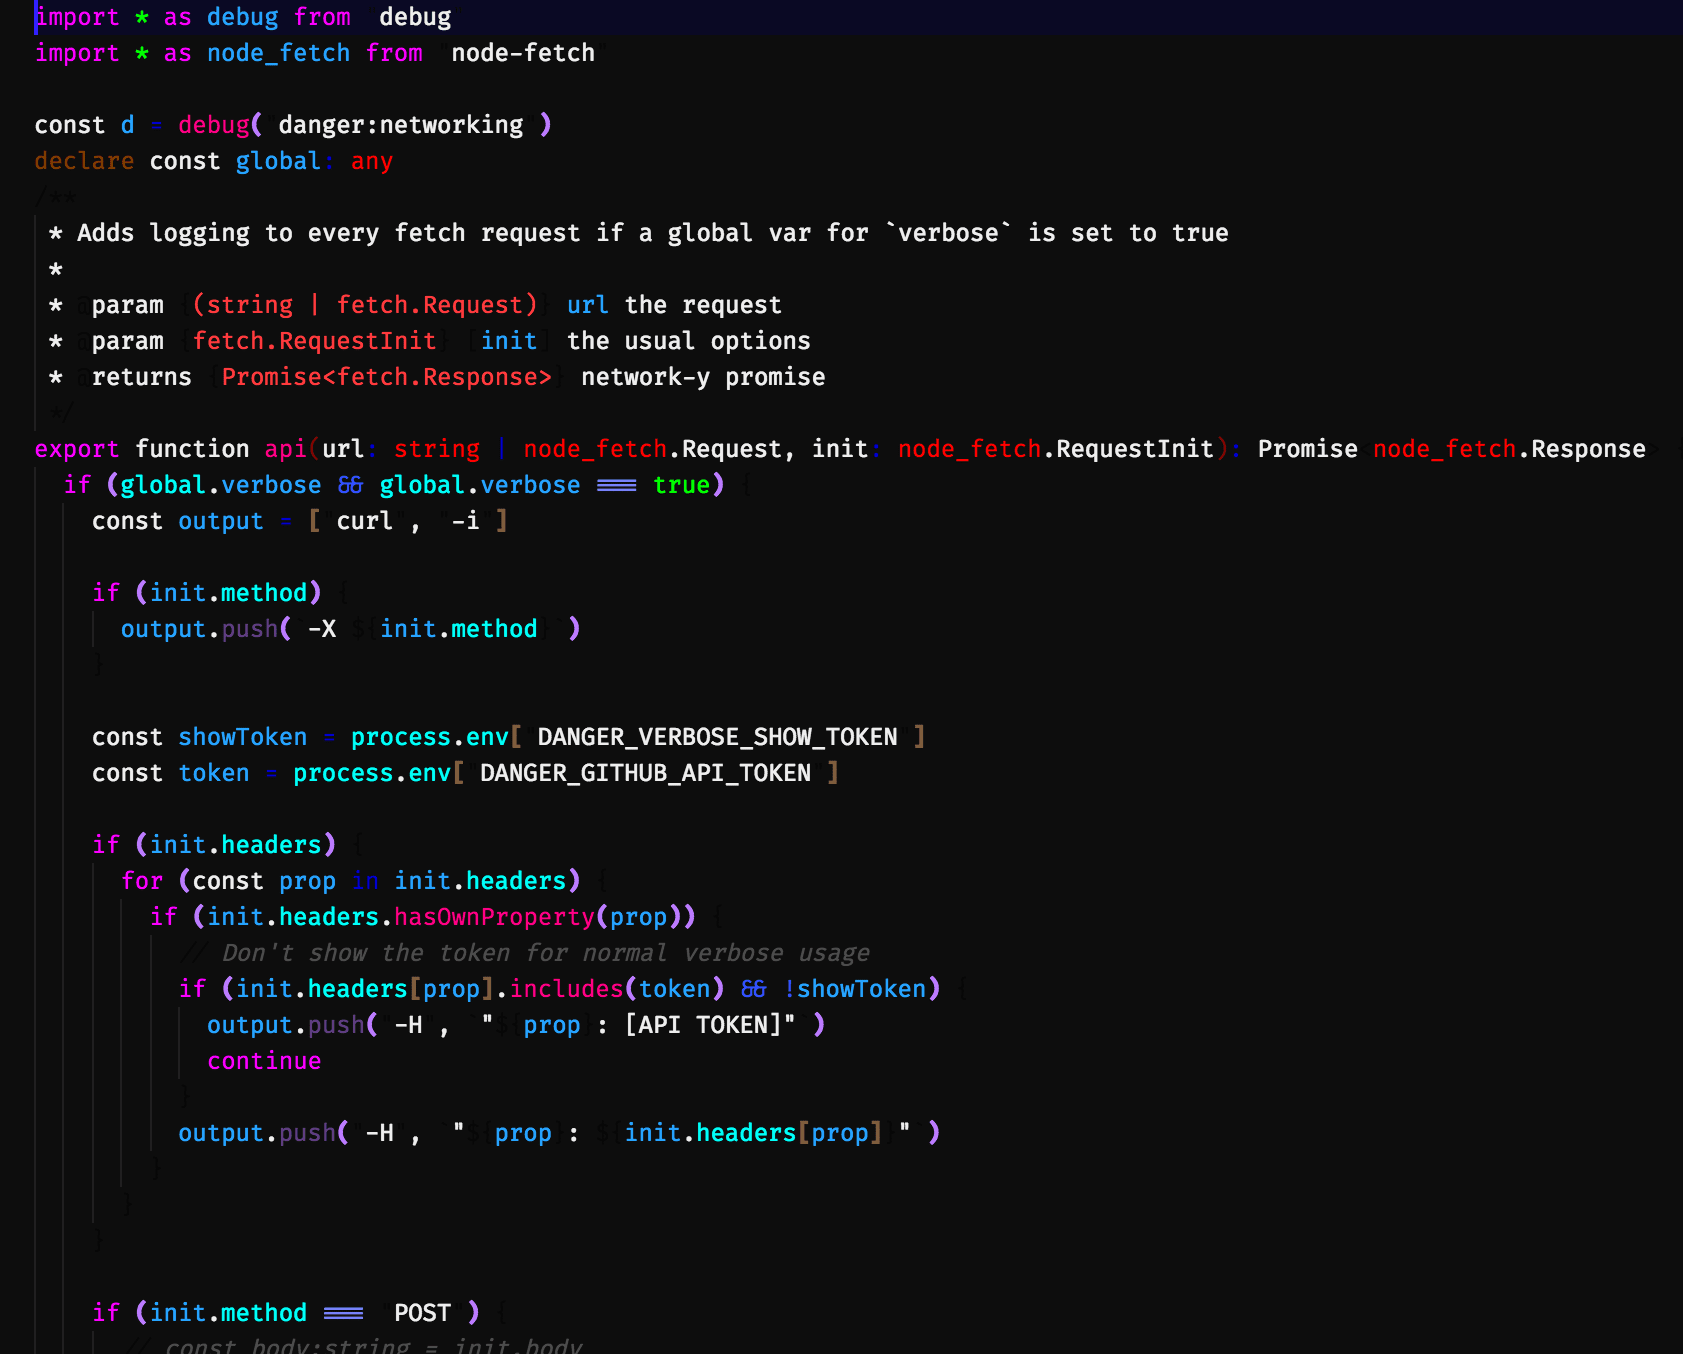 import * as debug from "debug"
import * as node_fetch from "node-fetch"
const d = debug("danger:networking")
declare const global: any
/**
* Adds logging to every fetch request if a global var for `verbose` is set to true
*
* @param {(string | fetch.Request)} url the request
* @param {fetch.RequestInit} [init] the usual options
* @returns {Promise<fetch.Response>} network-y promise
*/
export function api(url: string | node_fetch.Request, init: node_fetch.RequestInit): Promise<node_fetch.Response>
if (global.verbose && global.verbose === true) {
const output = ["curl", "-i"]
if (init.method) {
output.push(`-X ${init.method}`)
}
const showToken = process.env["DANGER_VERBOSE_SHOW_TOKEN"]
const token = process.env["DANGER_GITHUB_API_TOKEN"]
if (init.headers) {
for (const prop in init.headers) {
if (init.headers.hasOwnProperty(prop)) {
// Don't show the token for normal verbose usage
if (init.headers[prop].includes(token) && !showToken) {
output.push("-H", `"${prop}: [API TOKEN]"`)
continue
}
output.push("-H", `"${prop}: ${init.headers[prop]}"`)
}
}
}
if (init.method === "POST") {
// const body:string = init.body